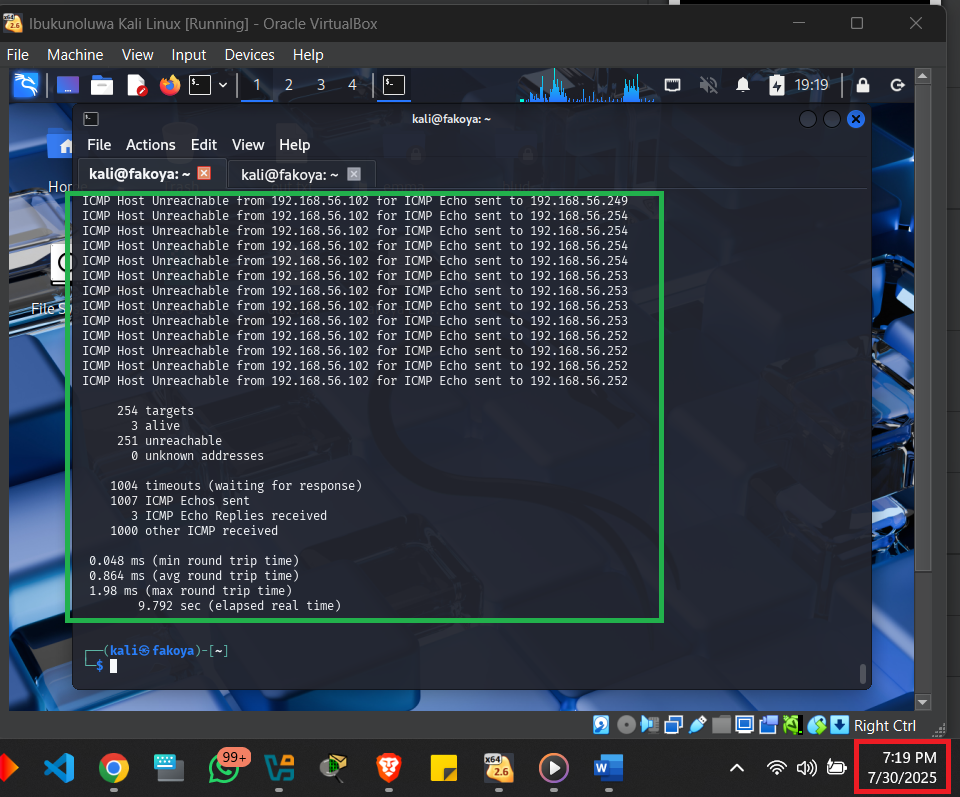 Ibukunoluwa Kali Linux [Running] - Oracle VirtualBox
File Machine View Input Devices Help
1 2 3 4 19:19
kali@fakoya: ~
File Actions Edit View Help
kali@fakoya: ~ kali@fakoya: ~
ICMP Host Unreachable from 192.168.56.102 for ICMP Echo sent to 192.168.56.249
ICMP Host Unreachable from 192.168.56.102 for ICMP Echo sent to 192.168.56.254
ICMP Host Unreachable from 192.168.56.102 for ICMP Echo sent to 192.168.56.254
ICMP Host Unreachable from 192.168.56.102 for ICMP Echo sent to 192.168.56.254
ICMP Host Unreachable from 192.168.56.102 for ICMP Echo sent to 192.168.56.254
ICMP Host Unreachable from 192.168.56.102 for ICMP Echo sent to 192.168.56.253
ICMP Host Unreachable from 192.168.56.102 for ICMP Echo sent to 192.168.56.253
ICMP Host Unreachable from 192.168.56.102 for ICMP Echo sent to 192.168.56.253
ICMP Host Unreachable from 192.168.56.102 for ICMP Echo sent to 192.168.56.253
ICMP Host Unreachable from 192.168.56.102 for ICMP Echo sent to 192.168.56.252
ICMP Host Unreachable from 192.168.56.102 for ICMP Echo sent to 192.168.56.252
ICMP Host Unreachable from 192.168.56.102 for ICMP Echo sent to 192.168.56.252
ICMP Host Unreachable from 192.168.56.102 for ICMP Echo sent to 192.168.56.252
254 targets
3 alive
251 unreachable
0 unknown addresses
1004 timeouts (waiting for response)
1007 ICMP Echos sent
3 ICMP Echo Replies received
1000 other ICMP received
0.048 ms (min round trip time)
0.864 ms (avg round trip time)
1.98 ms (max round trip time)
9.792 sec (elapsed real time)
┌──(kali㉿fakoya)-[~]
└─$
Right Ctrl
99+
x64
2.6
7:19 PM
7/30/2025